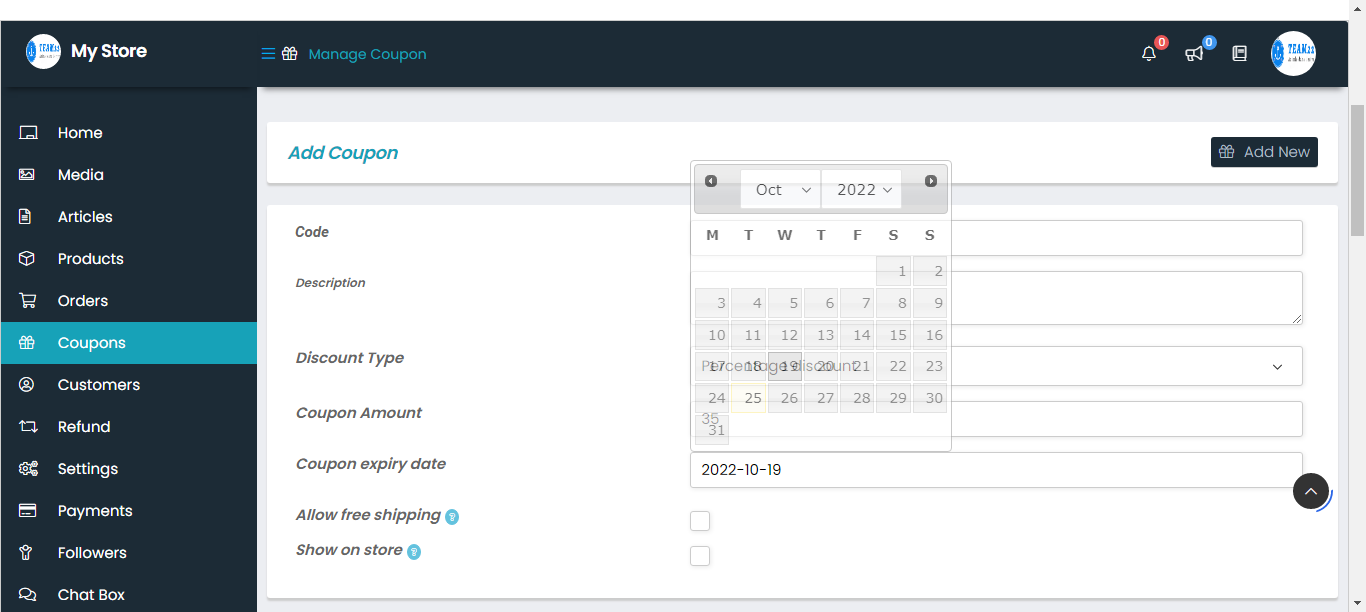 TEAM22 My Store
Manage Coupon
0
0
TEAM22
Home
Media
Articles
Products
Orders
Coupons
Customers
Refund
Settings
Payments
Followers
Chat Box
Add Coupon
Add New
Oct 2022
M T W T F S S
1 2
3 4 5 6 7 8 9
10 11 12 13 14 15 16
17 18 19 20 21 22 23
24 25 26 27 28 29 30
31
Code
Description
Discount Type
Percentage discount
Coupon Amount
35
Coupon expiry date
2022-10-19
Allow free shipping ?
Show on store ?